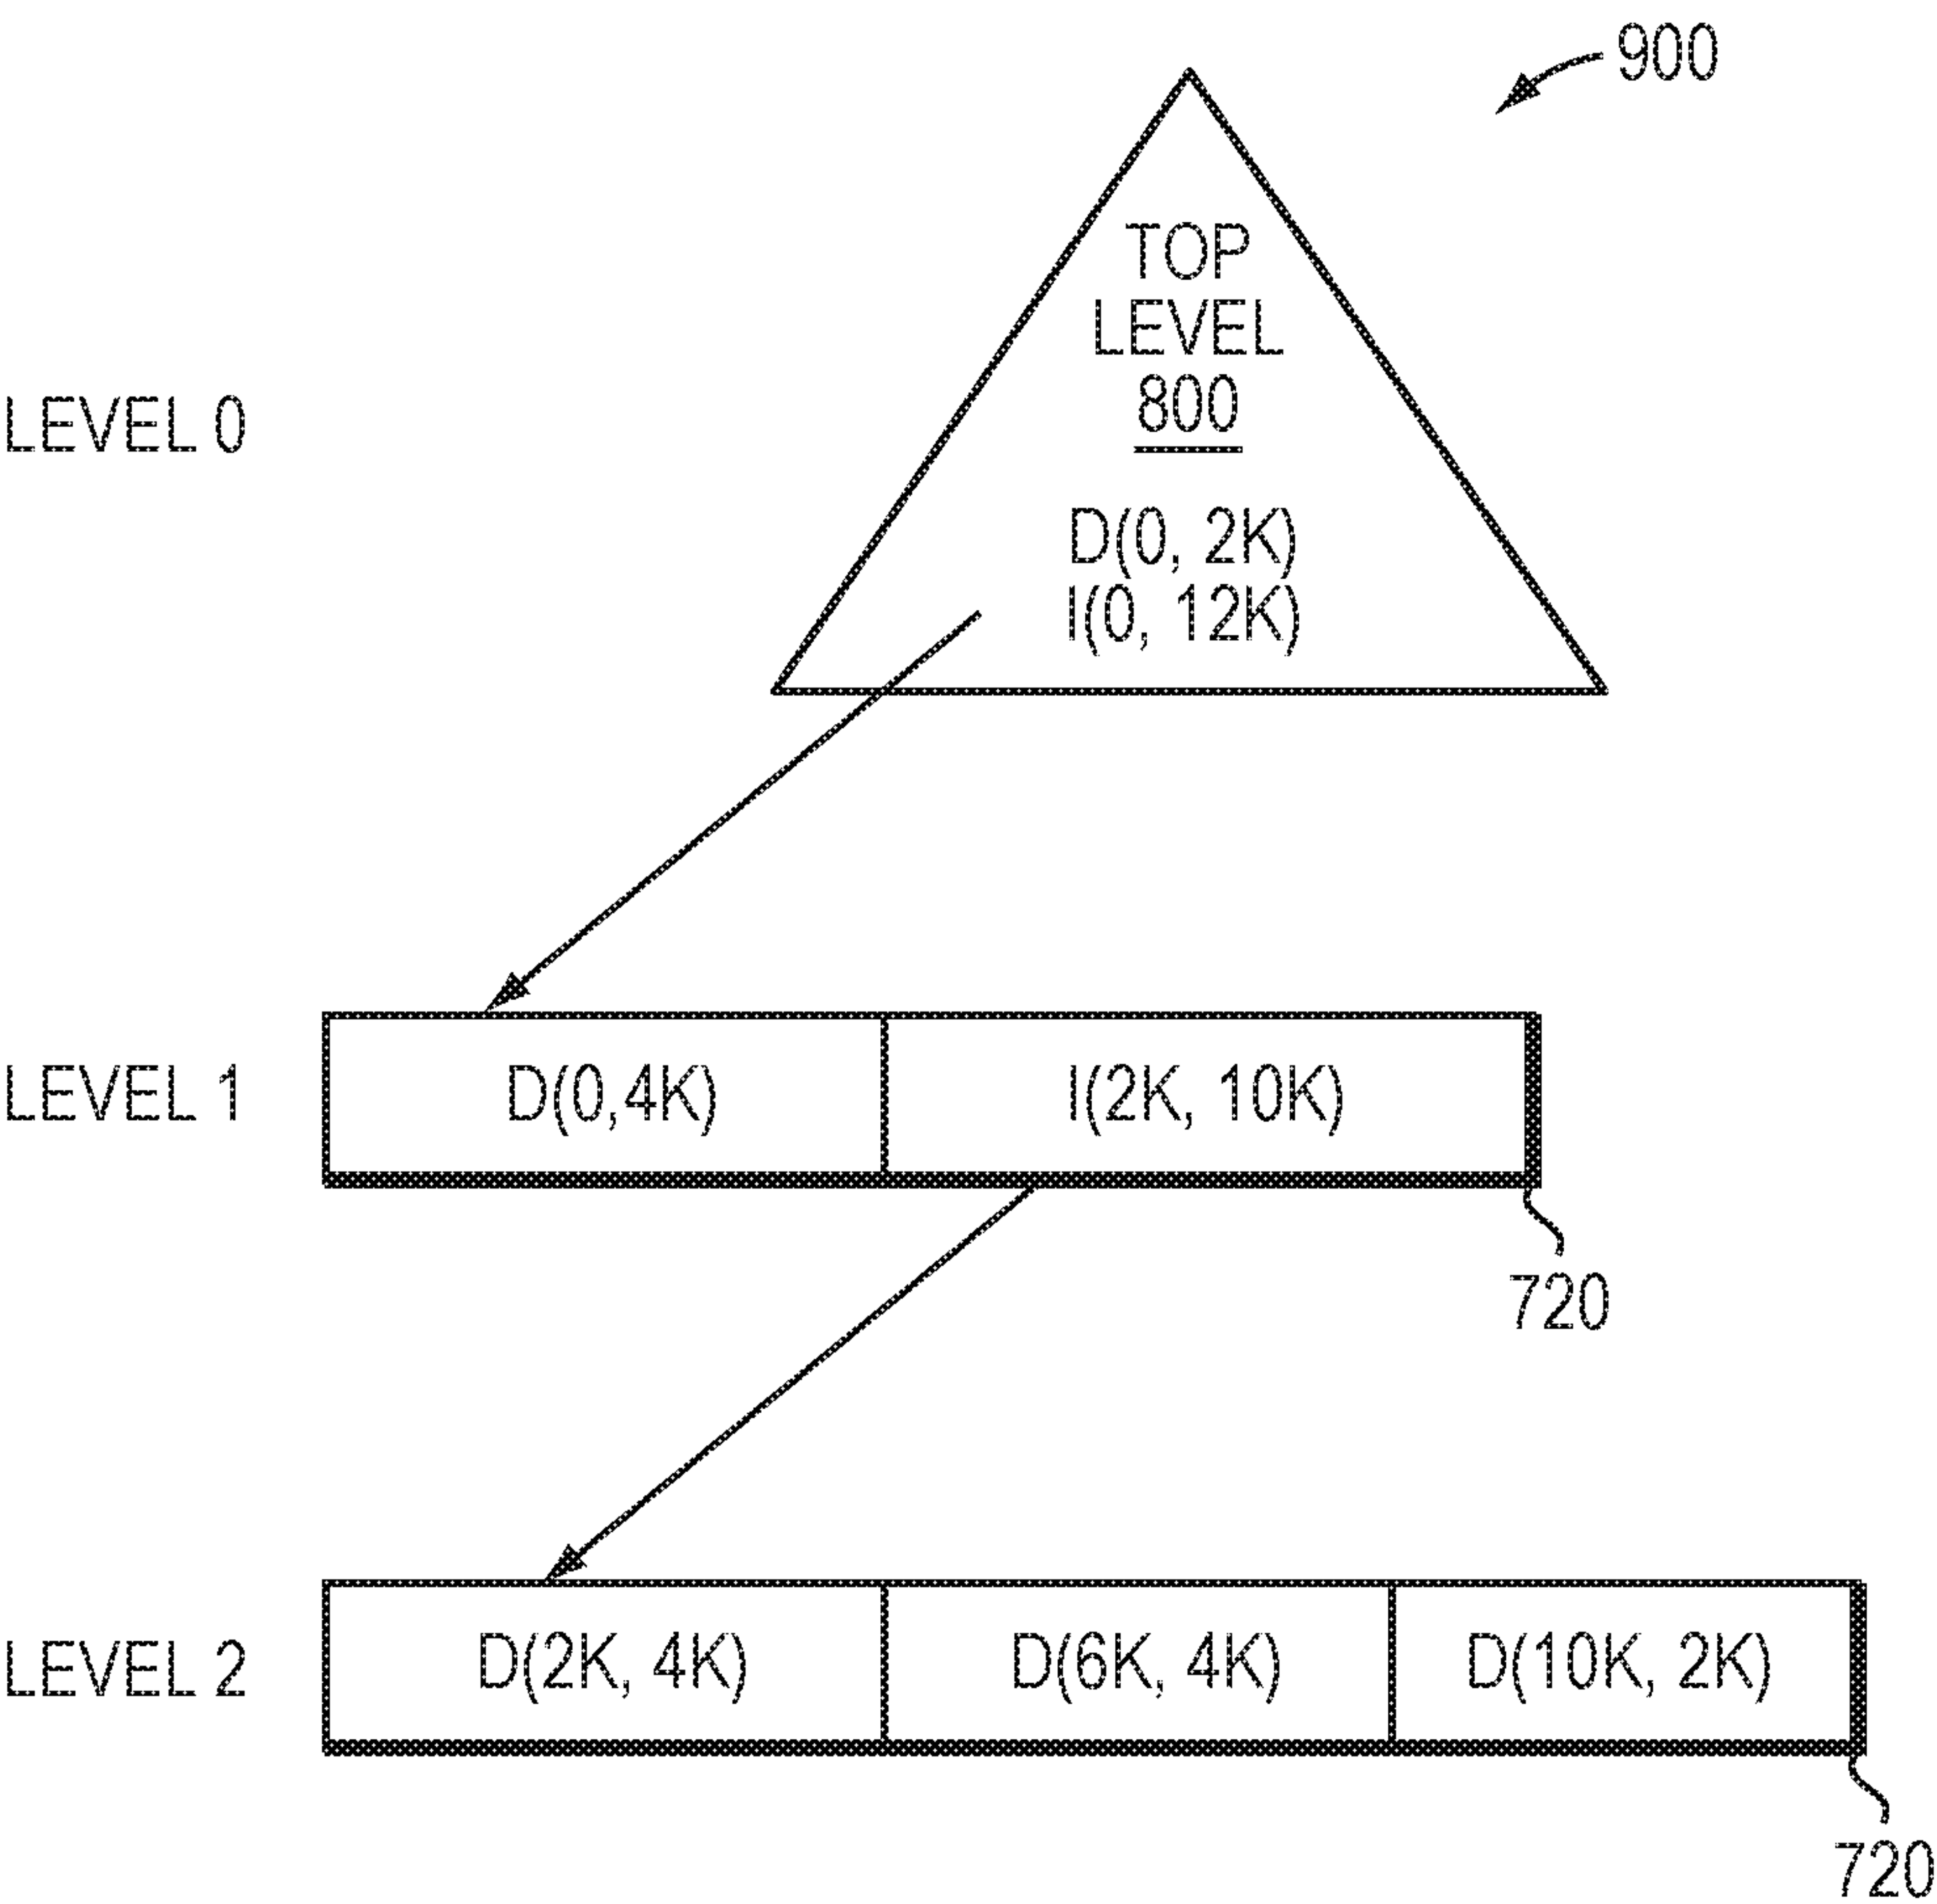 900
TOP
LEVEL
800
LEVEL 0
D(0, 2K)
I(0, 12K)
LEVEL 1
D(0,4K)
I(2K, 10K)
720
LEVEL 2
D(2K, 4K)
D(6K, 4K)
D(10K, 2K)
720